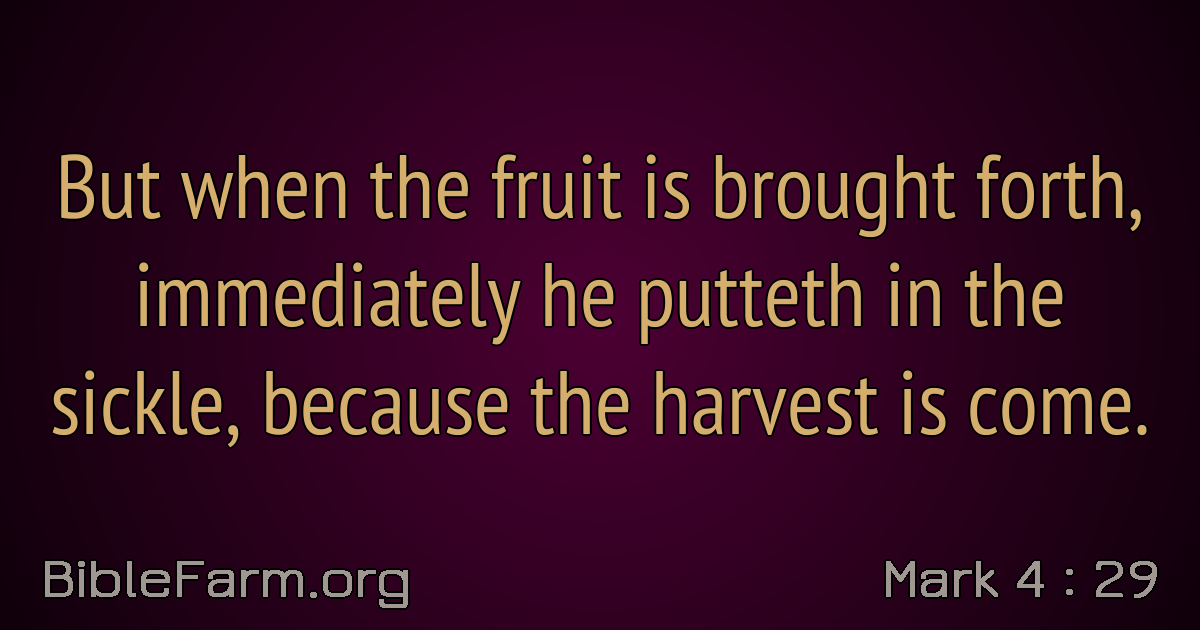 But when the fruit is brought forth,
immediately he putteth in the
sickle, because the harvest is come.
BibleFarm.org
Mark 4 : 29